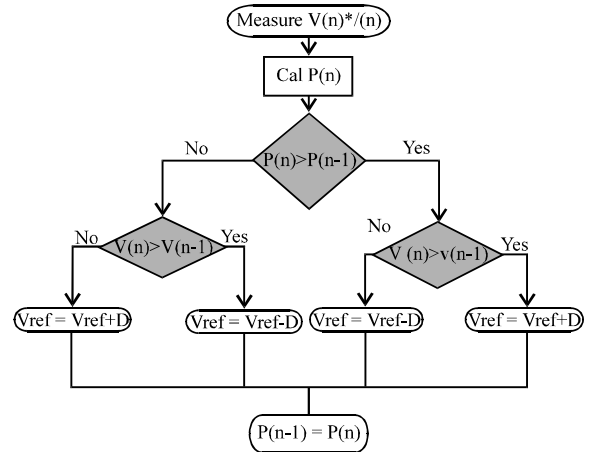 Measure V(n)*/(n)
Cal P(n)
P(n)>P(n-1)
No
Yes
V(n)>V(n-1)
No
Yes
V (n)>v(n-1)
No
Yes
Vref = Vref+D
Vref = Vref-D
Vref = Vref-D
Vref = Vref+D
P(n-1) = P(n)